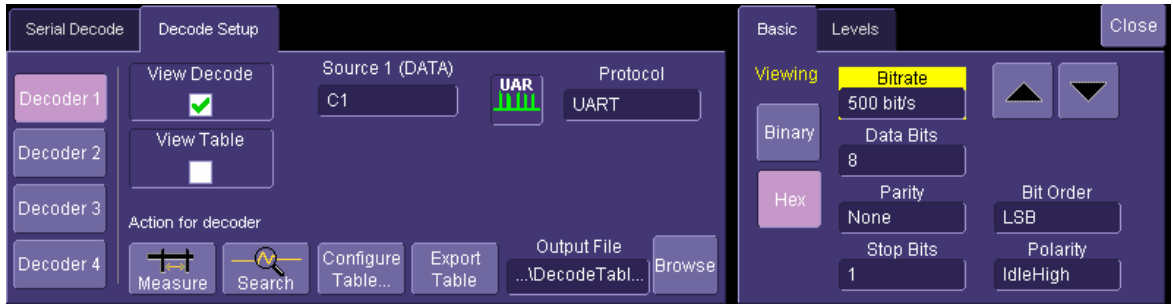 Serial Decode
Decode Setup
Decoder 1
Decoder 2
Decoder 3
Decoder 4
View Decode
View Table
Source 1 (DATA)
C1
UAR
Protocol
UART
Action for decoder
Measure
Search
Configure
Table...
Export
Table
Output File
...\DecodeTabl...
Browse
Basic
Levels
Close
Viewing
Binary
Hex
Bitrate
500 bit/s
Data Bits
8
Parity
None
Bit Order
LSB
Stop Bits
1
Polarity
IdleHigh